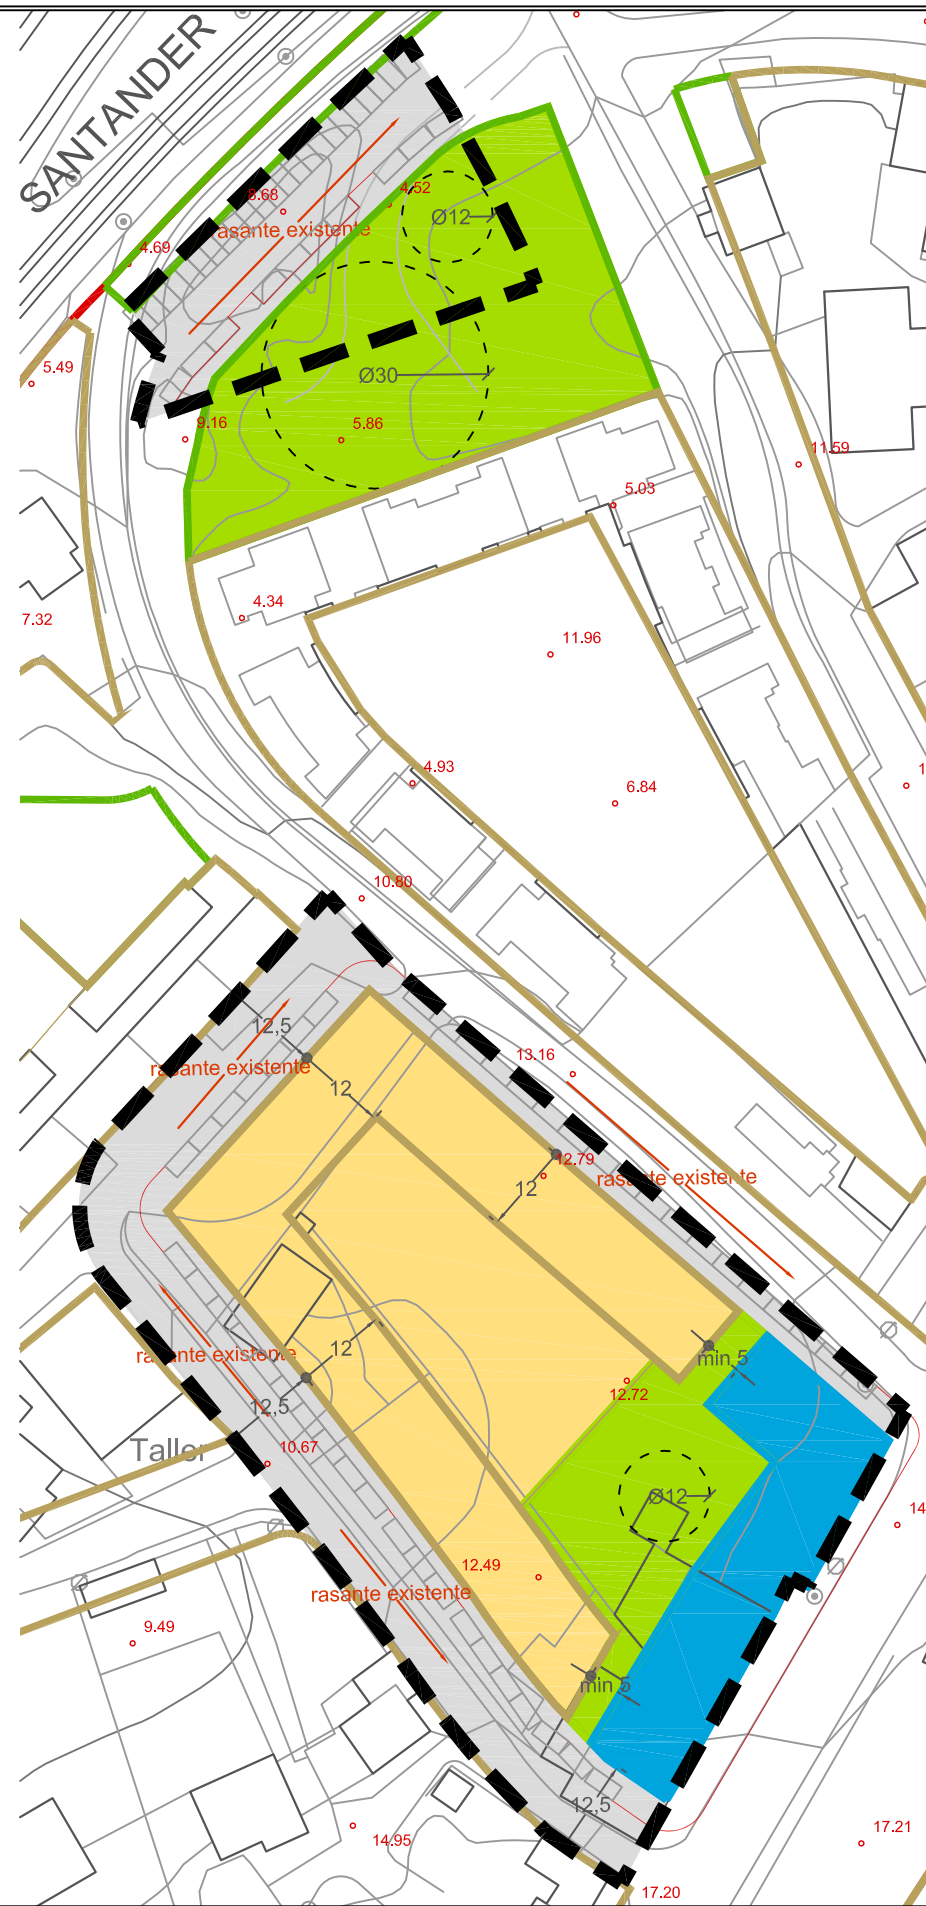 SANTANDER
8.68
4.52
Ø12
rasante existente
4.69
5.49
Ø30
9.16
5.86
11.59
5.03
4.34
7.32
11.96
4.93
6.84
1
10.80
12,5
13.16
rasante existente
12
12.79
rasante existente
12
rasante existente
12
min 5
12.72
12,5
Taller
10.67
Ø12
14
12.49
rasante existente
9.49
min 5
12,5
14.95
17.21
17.20